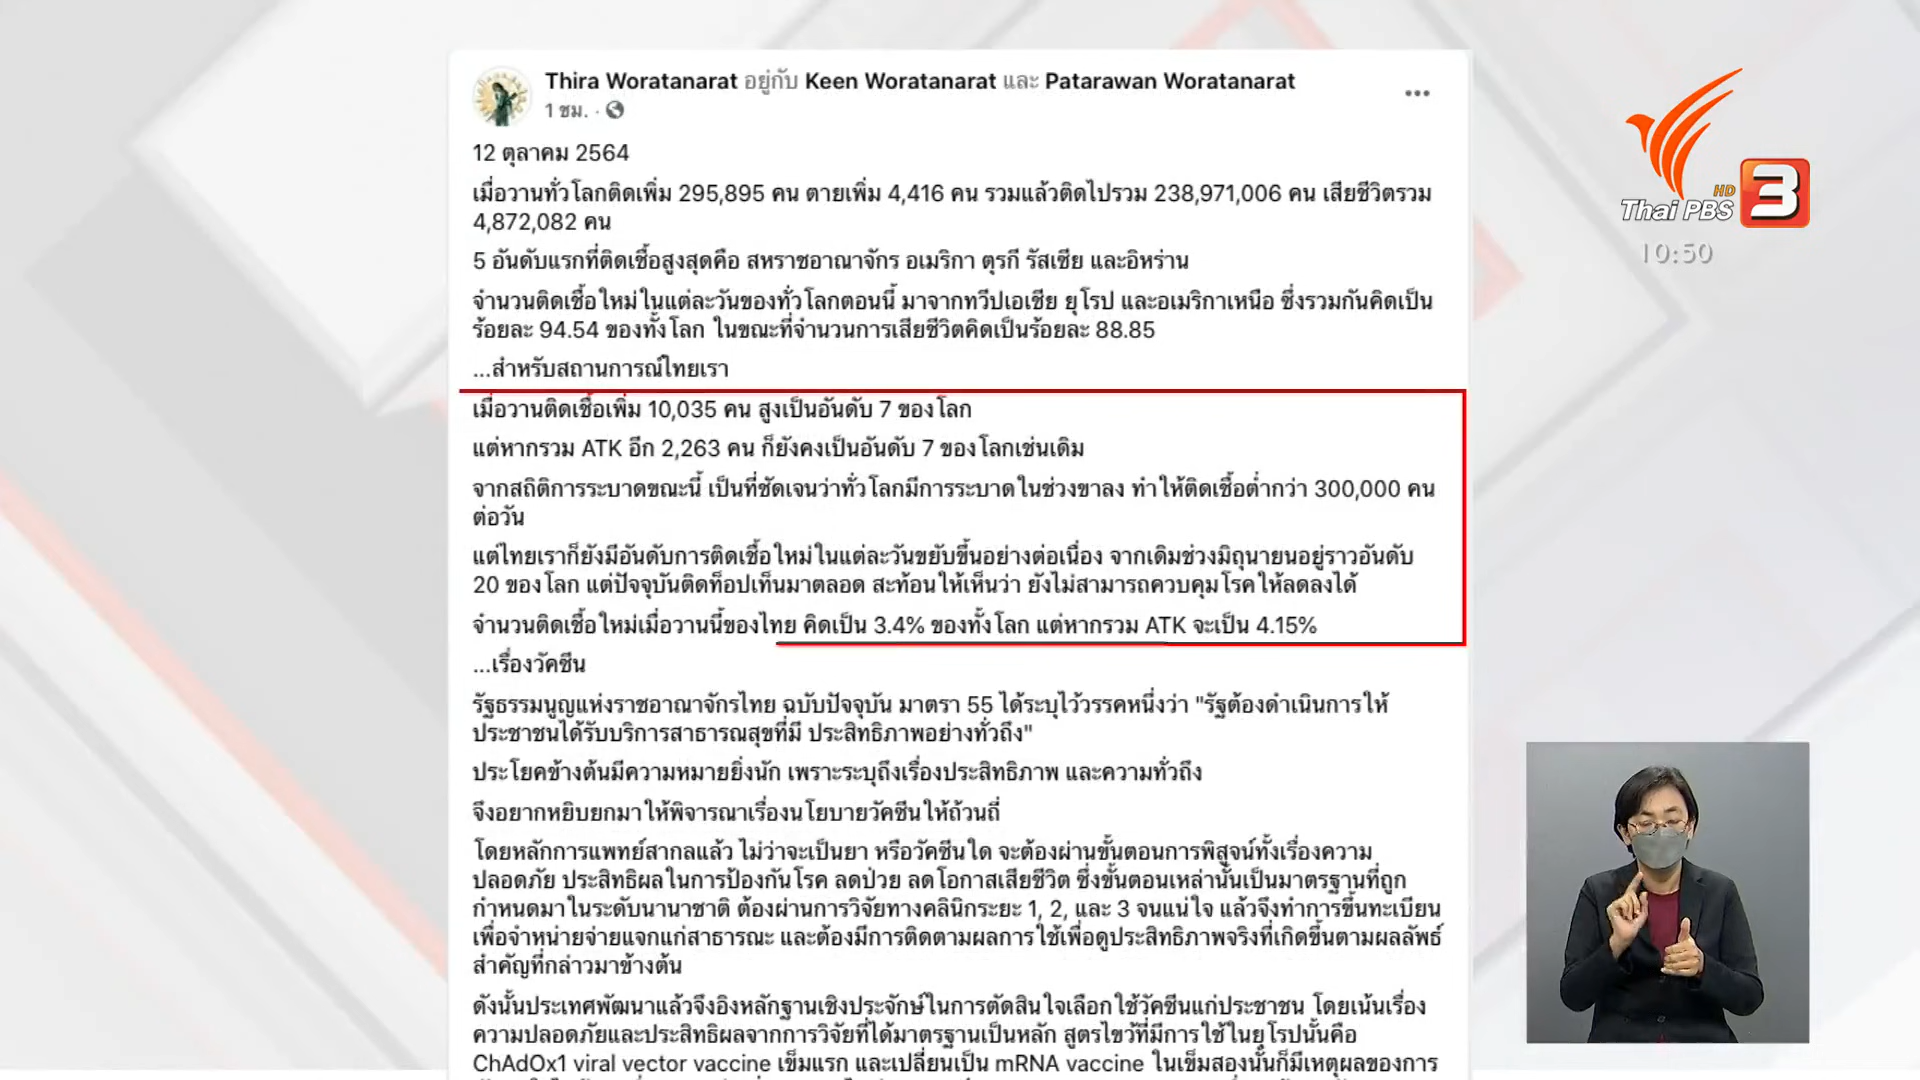 Thira Woratanarat อยู่กับ Keen Woratanarat และ Patarawan Woratanarat
1 ชม. ·
12 ตุลาคม 2564
เมื่อวานทั่วโลกติดเพิ่ม 295,895 คน ตายเพิ่ม 4,416 คน รวมแล้วติดไปรวม 238,971,006 คน เสียชีวิตรวม
4,872,082 คน
5 อันดับแรกที่ติดเชื้อสูงสุดคือ สหราชอาณาจักร อเมริกา ตุรกี รัสเซีย และอิหร่าน
จำนวนติดเชื้อใหม่ในแต่ละวันของทั่วโลกตอนนี้ มาจากทวีปเอเชีย ยุโรป และอเมริกาเหนือ ซึ่งรวมกันคิดเป็น
ร้อยละ 94.54 ของทั้งโลก ในขณะที่จำนวนการเสียชีวิตคิดเป็นร้อยละ 88.85
...สำหรับสถานการณ์ไทยเรา
เมื่อวานติดเชื้อเพิ่ม 10,035 คน สูงเป็นอันดับ 7 ของโลก
แต่หากรวม ATK อีก 2,263 คน ก็ยังคงเป็นอันดับ 7 ของโลกเช่นเดิม
จากสถิติการระบาดขณะนี้ เป็นที่ชัดเจนว่าทั่วโลกมีการระบาดในช่วงขาลง ทำให้ติดเชื้อต่ำกว่า 300,000 คน
ต่อวัน
แต่ไทยเราก็ยังมีอันดับการติดเชื้อใหม่ในแต่ละวันขยับขึ้นอย่างต่อเนื่อง จากเดิมช่วงมิถุนายนอยู่ราวอันดับ
20 ของโลก แต่ปัจจุบันติดท็อปเท็นมาตลอด สะท้อนให้เห็นว่า ยังไม่สามารถควบคุมโรคให้ลดลงได้
จำนวนติดเชื้อใหม่เมื่อวานนี้ของไทย คิดเป็น 3.4% ของทั้งโลก แต่หากรวม ATK จะเป็น 4.15%
...เรื่องวัคซีน
รัฐธรรมนูญแห่งราชอาณาจักรไทย ฉบับปัจจุบัน มาตรา 55 ได้ระบุไว้วรรคหนึ่งว่า "รัฐต้องดำเนินการให้
ประชาชนได้รับบริการสาธารณสุขที่มี ประสิทธิภาพอย่างทั่วถึง"
ประโยคข้างต้นมีความหมายยิ่งนัก เพราะระบุถึงเรื่องประสิทธิภาพ และความทั่วถึง
จึงอยากหยิบยกมาให้พิจารณาเรื่องนโยบายวัคซีนให้ถ้วนถี่
โดยหลักการแพทย์สากลแล้ว ไม่ว่าจะเป็นยา หรือวัคซีนใด จะต้องผ่านขั้นตอนการพิสูจน์ทั้งเรื่องความ
ปลอดภัย ประสิทธิผลในการป้องกันโรค ลดป่วย ลดโอกาสเสียชีวิต ซึ่งขั้นตอนเหล่านั้นเป็นมาตรฐานที่ถูก
กำหนดมาในระดับนานาชาติ ต้องผ่านการวิจัยทางคลินิกระยะ 1, 2, และ 3 จนแน่ใจ แล้วจึงทำการขึ้นทะเบียน
เพื่อจำหน่ายจ่ายแจกแก่สาธารณะ และต้องมีการติดตามผลการใช้เพื่อดูประสิทธิภาพจริงที่เกิดขึ้นตามผลลัพธ์
สำคัญที่กล่าวมาข้างต้น
ดังนั้นประเทศพัฒนาแล้วจึงอิงหลักฐานเชิงประจักษ์ในการตัดสินใจเลือกใช้วัคซีนแก่ประชาชน โดยเน้นเรื่อง
ความปลอดภัยและประสิทธิผลจากการวิจัยที่ได้มาตรฐานเป็นหลัก สูตรไขว้ที่มีการใช้ในยุโรปนั้นคือ
ChAdOx1 viral vector vaccine เข็มแรก และเปลี่ยนเป็น mRNA vaccine ในเข็มสองนั้นก็มีเหตุผลของการ
Thai PBS HD 3
10:50